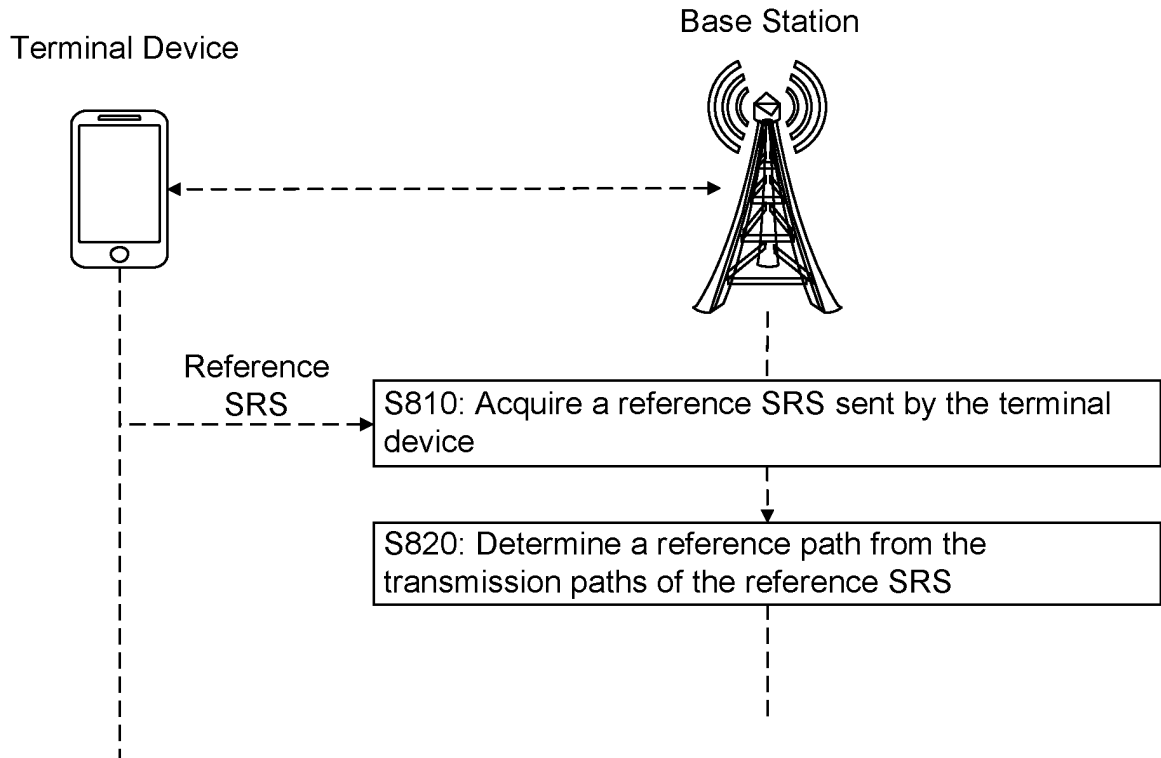 Base Station
Terminal Device
Reference
SRS
S810: Acquire a reference SRS sent by the terminal
device
S820: Determine a reference path from the
transmission paths of the reference SRS